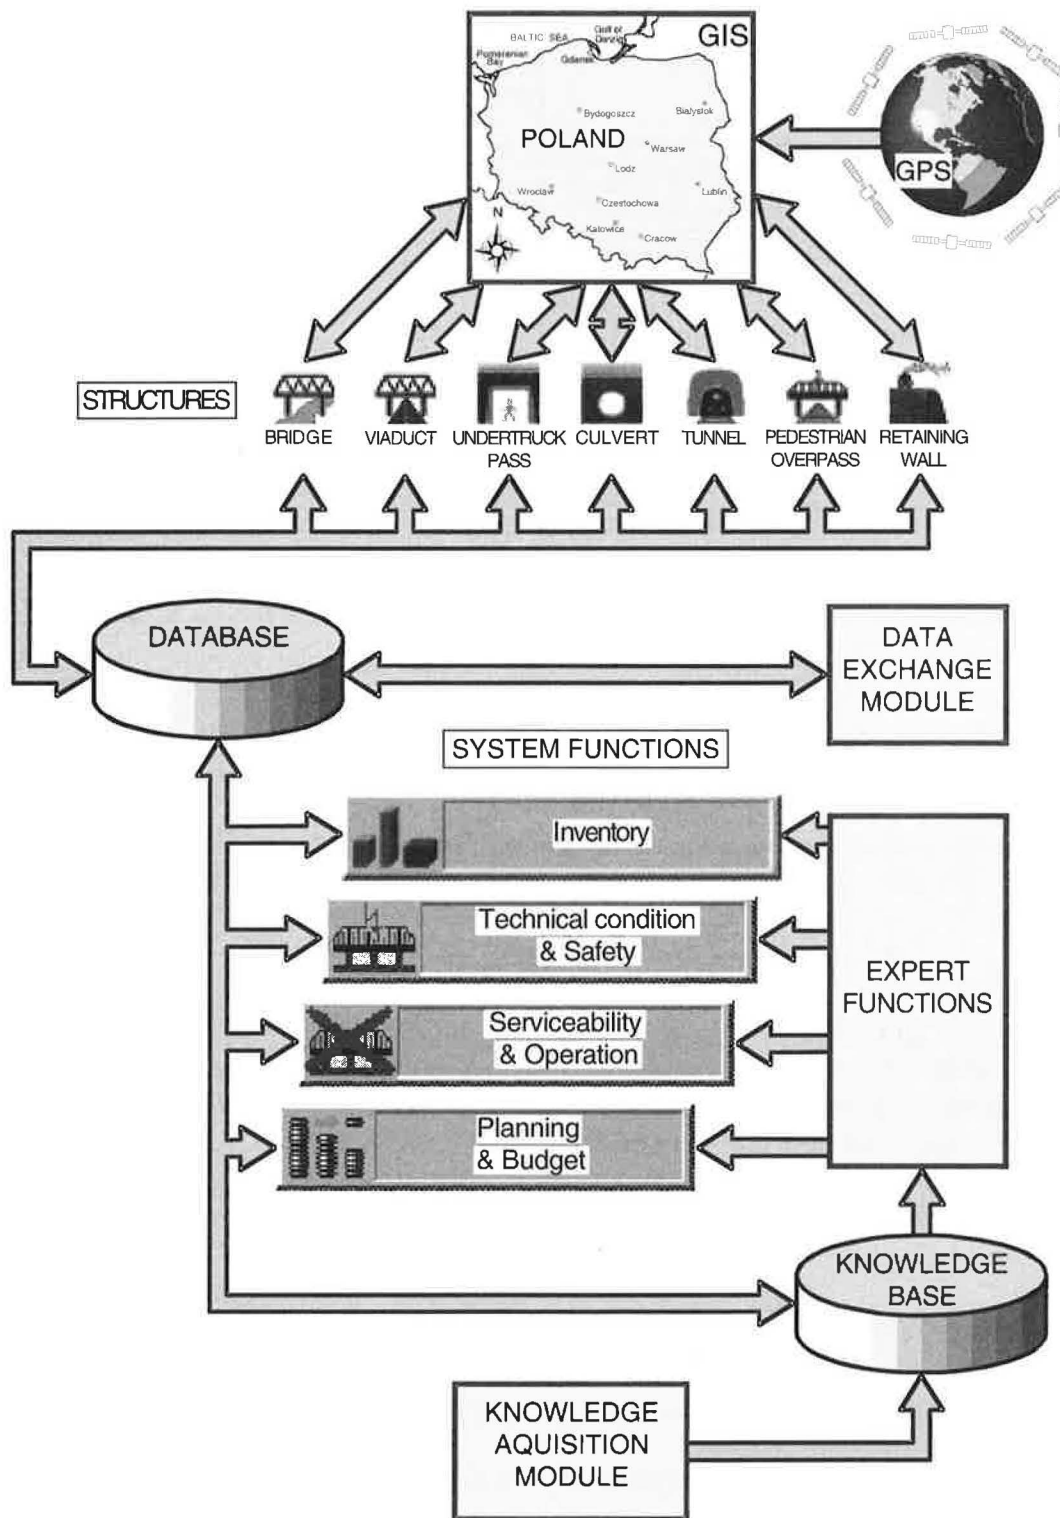 GIS
BALTIC SEA
Gulf of
Danzig
Pomeranian
Bay
Gdansk
Bydogoszcz
Bialystok
POLAND
Warsaw
Lodz
Wroclaw
Lublin
Czestochowa
Katowice
Cracow
N
GPS
STRUCTURES
BRIDGE
VIADUCT
UNDERTRUCK
PASS
CULVERT
TUNNEL
PEDESTRIAN
OVERPASS
RETAINING
WALL
DATABASE
DATA
EXCHANGE
MODULE
SYSTEM FUNCTIONS
Inventory
Technical condition
& Safety
Serviceability
& Operation
Planning
& Budget
EXPERT
FUNCTIONS
KNOWLEDGE
BASE
KNOWLEDGE
AQUISITION
MODULE